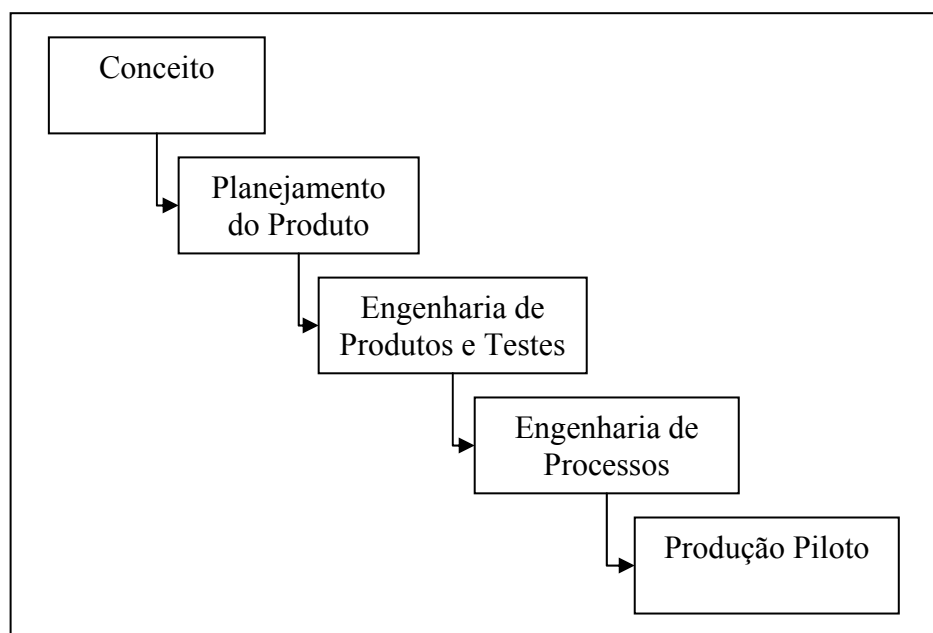 Conceito
Planejamento
do Produto
Engenharia de
Produtos e Testes
Engenharia de
Processos
Produção Piloto